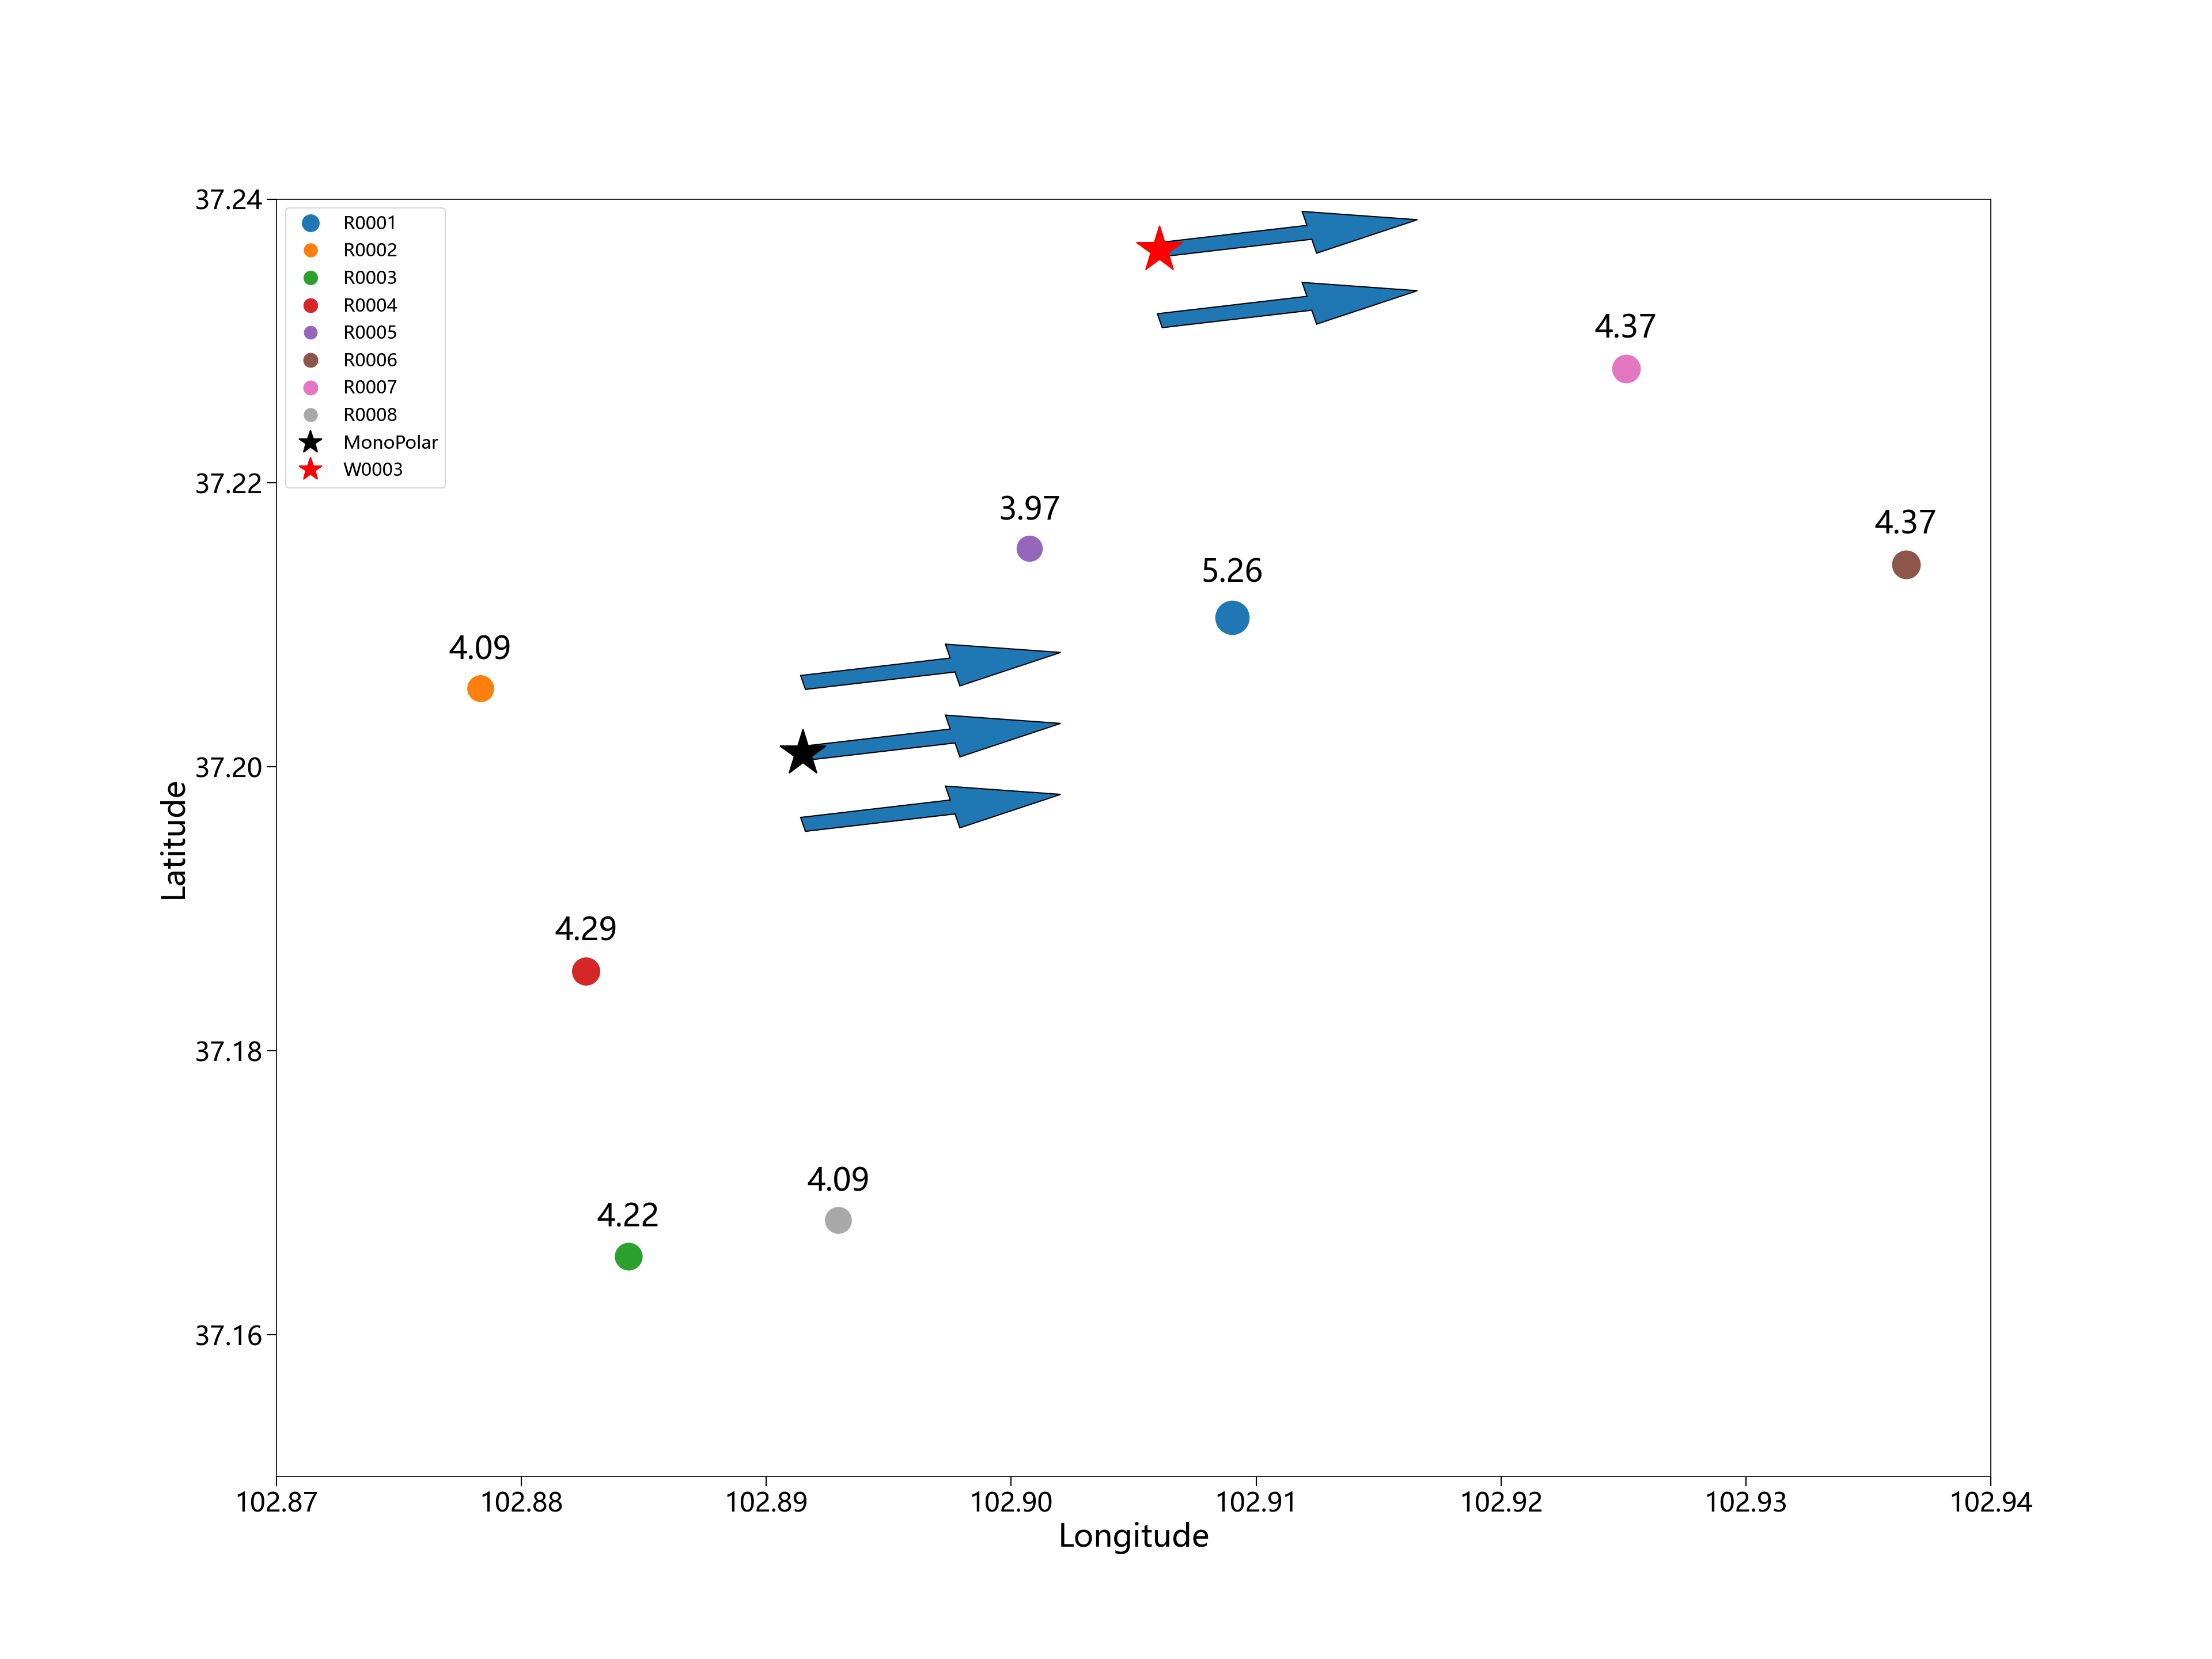 37.24
R0001
R0002
R0003
R0004
R0005
R0006
R0007
R0008
MonoPolar
W0003
4.37
37.22
3.97
4.37
5.26
4.09
37.20
Latitude
4.29
37.18
4.09
4.22
37.16
102.87 102.88 102.89 102.90 102.91 102.92 102.93 102.94
Longitude